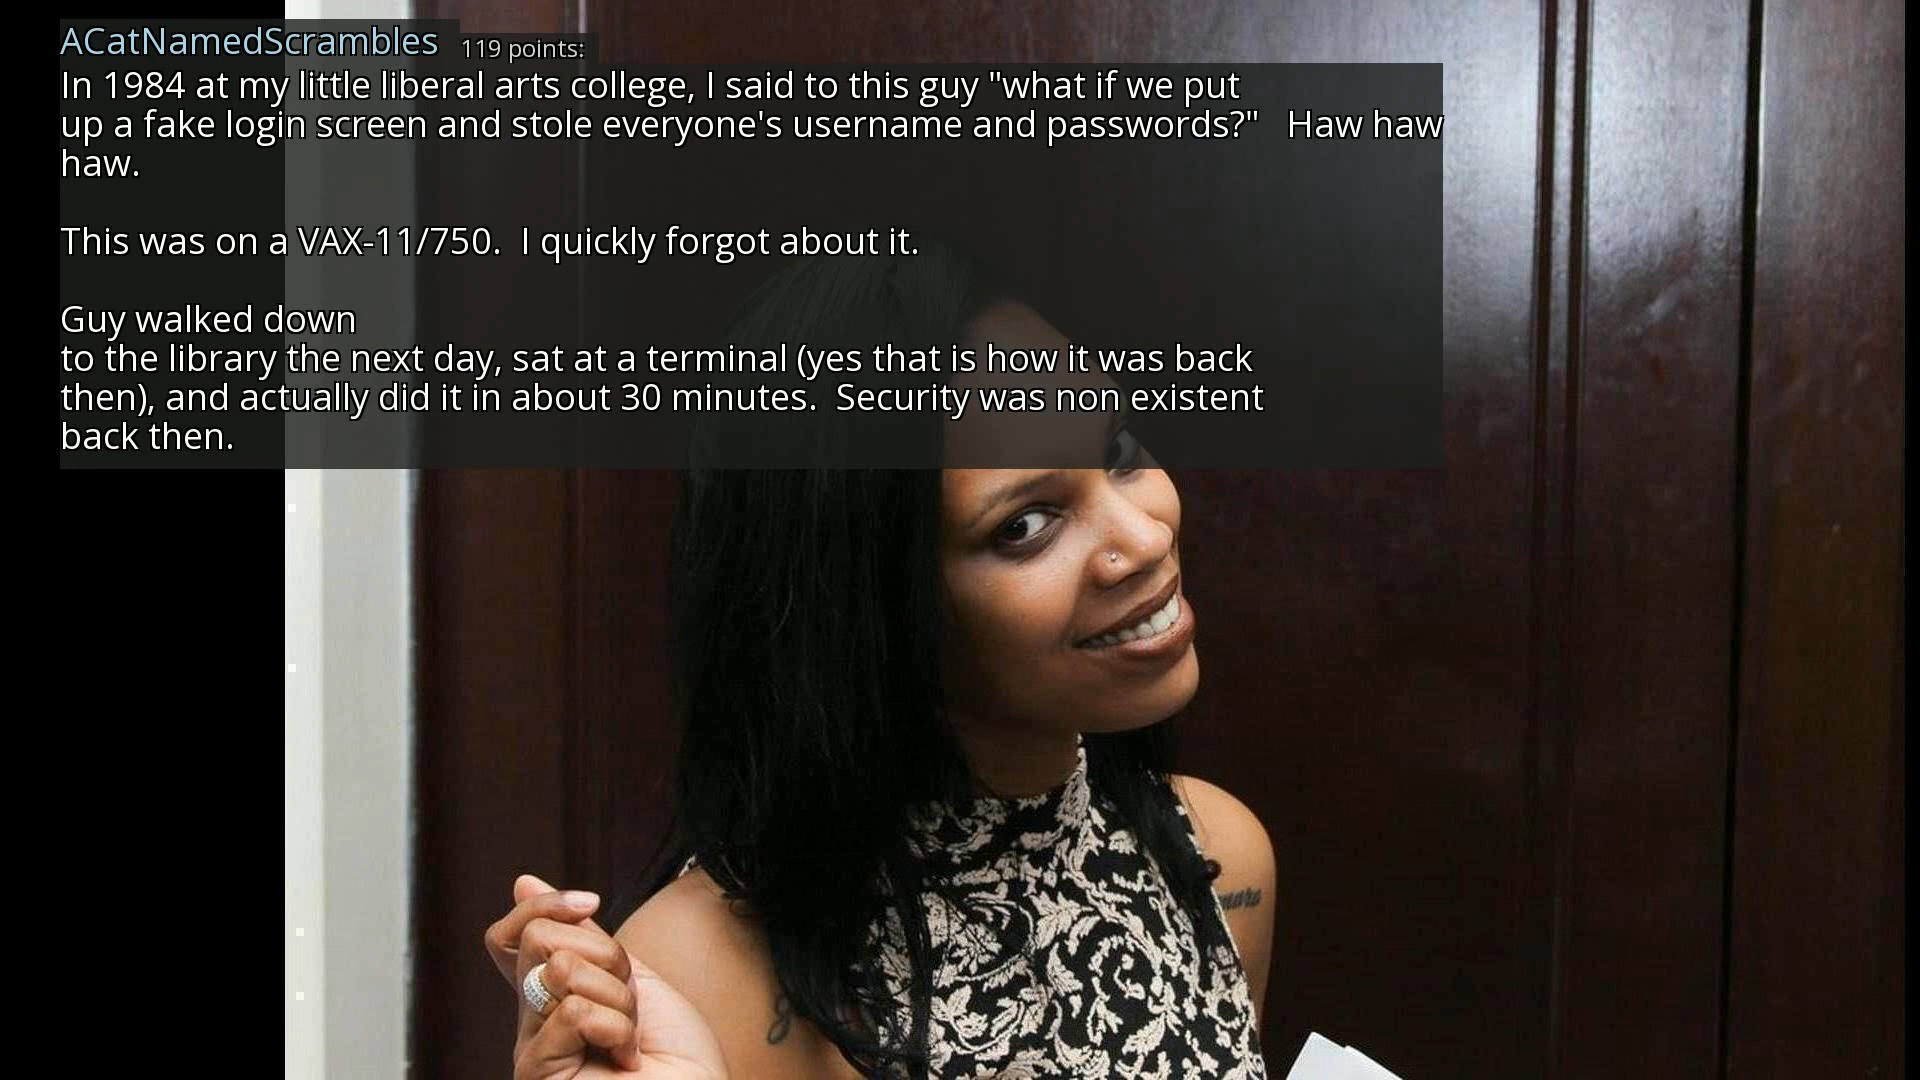 ACatNamedScrambles 119 points:
In 1984 at my little liberal arts college, I said to this guy "what if we put
up a fake login screen and stole everyone's username and passwords?"   Haw haw
haw.
This was on a VAX-11/750.  I quickly forgot about it.
Guy walked down
to the library the next day, sat at a terminal (yes that is how it was back
then), and actually did it in about 30 minutes.  Security was non existent
back then.